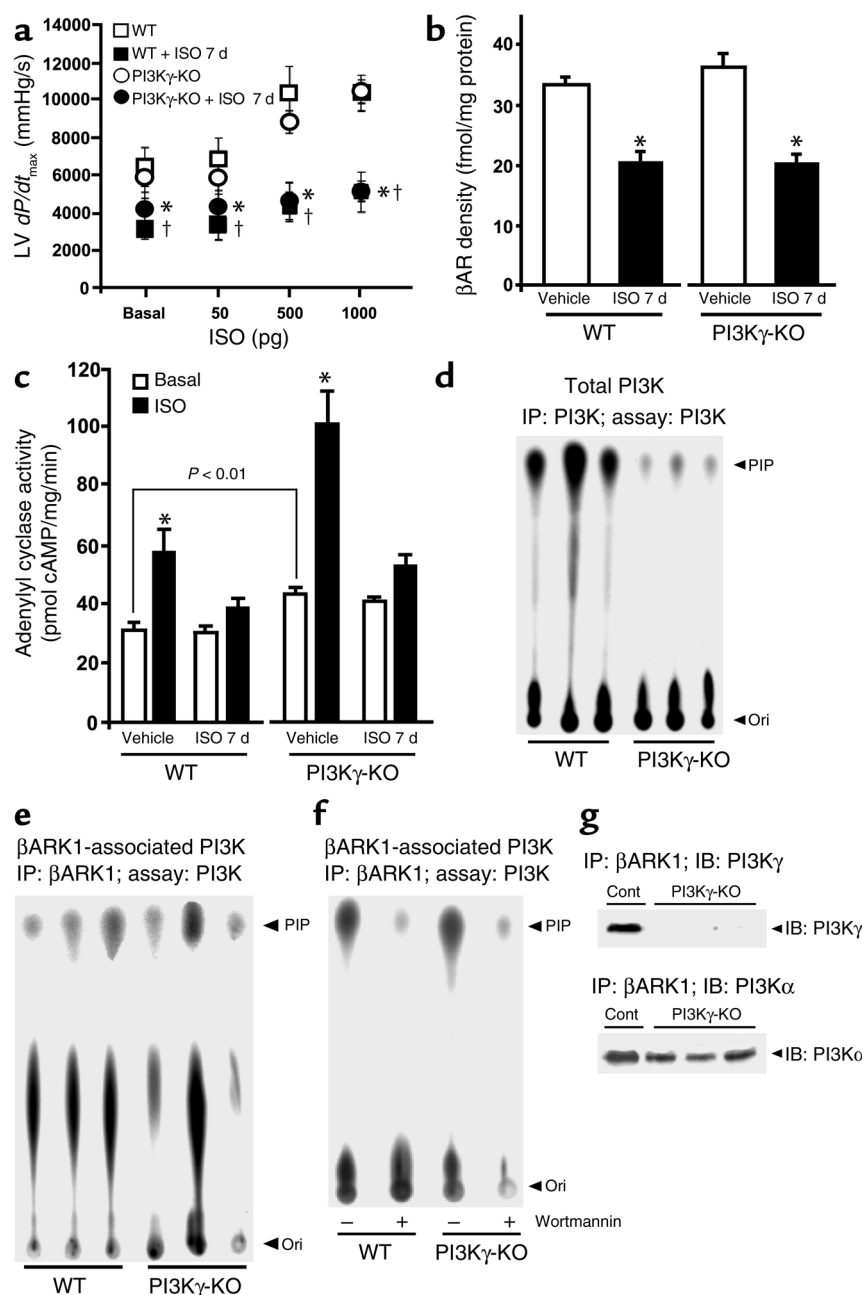 a
LV dP/dtmax (mmHg/s)
14000
12000
10000
8000
6000
4000
2000
0
WT
WT + ISO 7 d
PI3Kγ-KO
PI3Kγ-KO + ISO 7 d
*
†
*
†
*
†
*†
Basal 50 500 1000
ISO (pg)
b
βAR density (fmol/mg protein)
40
30
20
10
0
*
*
Vehicle ISO 7 d Vehicle ISO 7 d
WT PI3Kγ-KO
c
Adenylyl cyclase activity
(pmol cAMP/mg/min)
120
100
80
60
40
20
0
Basal
ISO
P < 0.01
*
*
Vehicle ISO 7 d Vehicle ISO 7 d
WT PI3Kγ-KO
d
Total PI3K
IP: PI3K; assay: PI3K
PIP
Ori
WT PI3Kγ-KO
e
βARK1-associated PI3K
IP: βARK1; assay: PI3K
PIP
Ori
WT PI3Kγ-KO
f
βARK1-associated PI3K
IP: βARK1; assay: PI3K
PIP
Ori
– + – + Wortmannin
WT PI3Kγ-KO
g
IP: βARK1; IB: PI3Kγ
Cont PI3Kγ-KO
IB: PI3Kγ
IP: βARK1; IB: PI3Kα
Cont PI3Kγ-KO
IB: PI3Kα